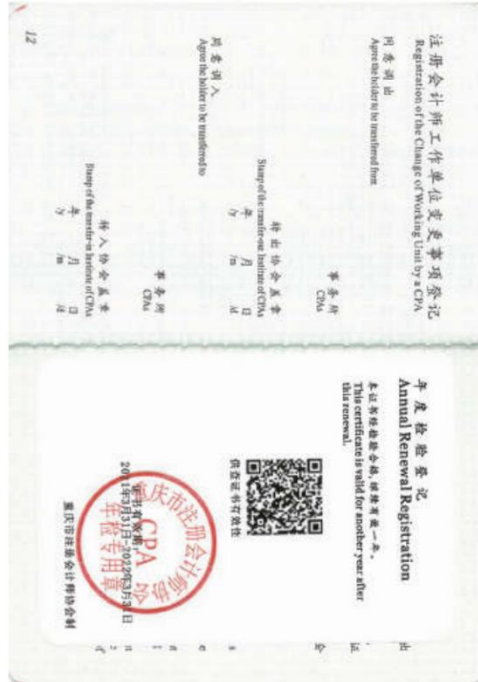 注册会计师工作单位变更事项登记
Registration of the Change of Working Unit by a CPA
同意调出
Agree the holder to be transferred from
事务所
CPAs
转出协会盖章
Stamp of the transfer-out Institute of CPAs
年 月 日
/y /m /d
同意调入
Agree the holder to be transferred to
事务所
CPAs
转入协会盖章
Stamp of the transfer-in Institute of CPAs
年 月 日
/y /m /d
12
年度检验登记
Annual Renewal Registration
本证书经检验合格,继续有效一年。
This certificate is valid for another year after
this renewal.
供查证书有效性
证书有效期:
重庆市注册会计师协会
CPA
年检专用章
重庆市注册会计师协会制